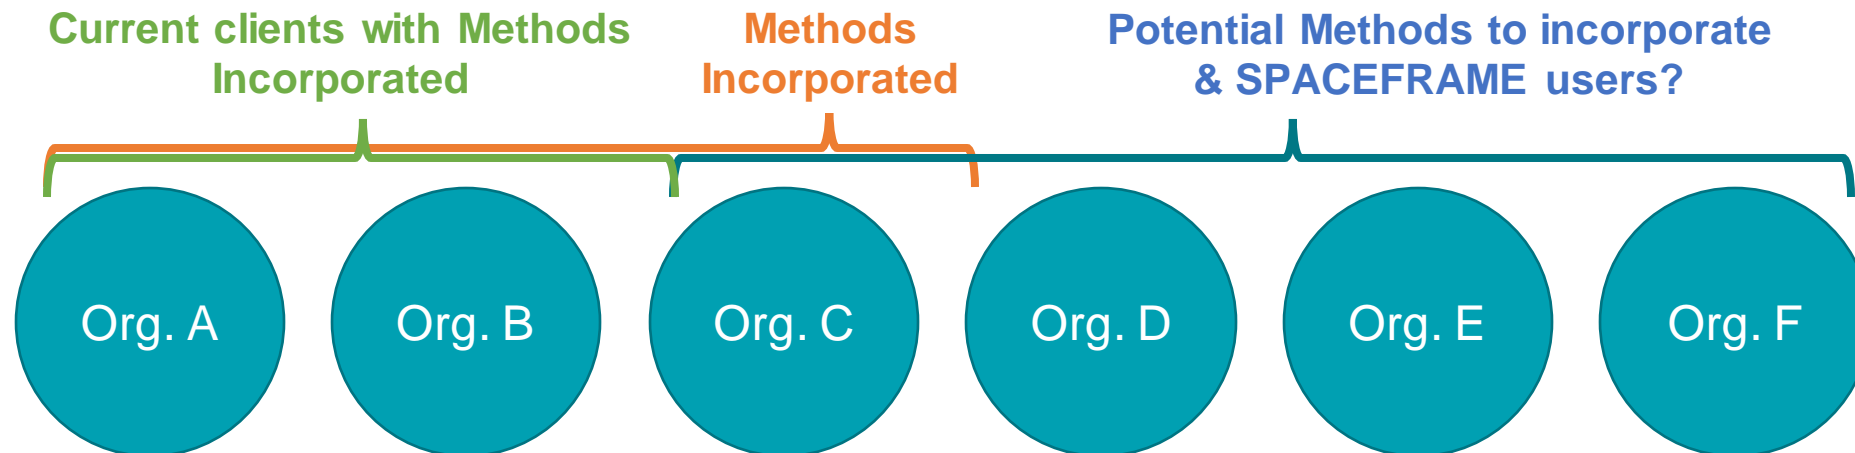 Current clients with Methods
Incorporated
Methods
Incorporated
Potential Methods to incorporate
& SPACEFRAME users?
Org. A
Org. B
Org. C
Org. D
Org. E
Org. F